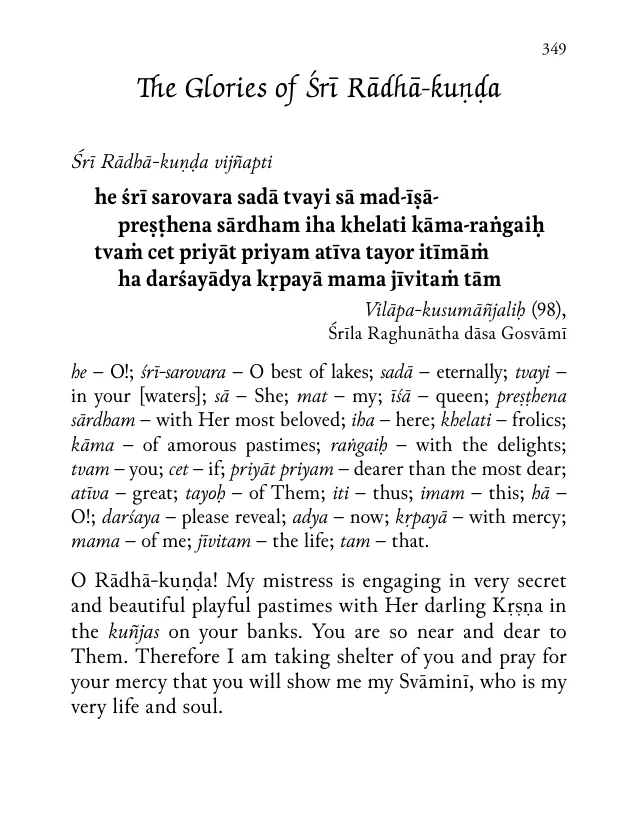 349
The Glories of Śrī Rādhā-kuṇḍa
Śrī Rādhā-kuṇḍa vijñapti
he śrī sarovara sadā tvayi sā mad-īṣā-
preṣṭhena sārdham iha khelati kāma-raṅgaiḥ
tvaṁ cet priyāt priyam atīva tayor itīmāṁ
ha darśayādya kṛpayā mama jīvitaṁ tām
Vilāpa-kusumāñjaliḥ (98),
Śrīla Raghunātha dāsa Gosvāmī
he – O!; śrī-sarovara – O best of lakes; sadā – eternally; tvayi –
in your [waters]; sā – She; mat – my; īśā – queen; preṣṭhena
sārdham – with Her most beloved; iha – here; khelati – frolics;
kāma – of amorous pastimes; raṅgaiḥ – with the delights;
tvam – you; cet – if; priyāt priyam – dearer than the most dear;
atīva – great; tayoḥ – of Them; iti – thus; imam – this; hā –
O!; darśaya – please reveal; adya – now; kṛpayā – with mercy;
mama – of me; jīvitam – the life; tam – that.
O Rādhā-kuṇḍa! My mistress is engaging in very secret
and beautiful playful pastimes with Her darling Kṛṣṇa in
the kuñjas on your banks. You are so near and dear to
Them. Therefore I am taking shelter of you and pray for
your mercy that you will show me my Svāminī, who is my
very life and soul.